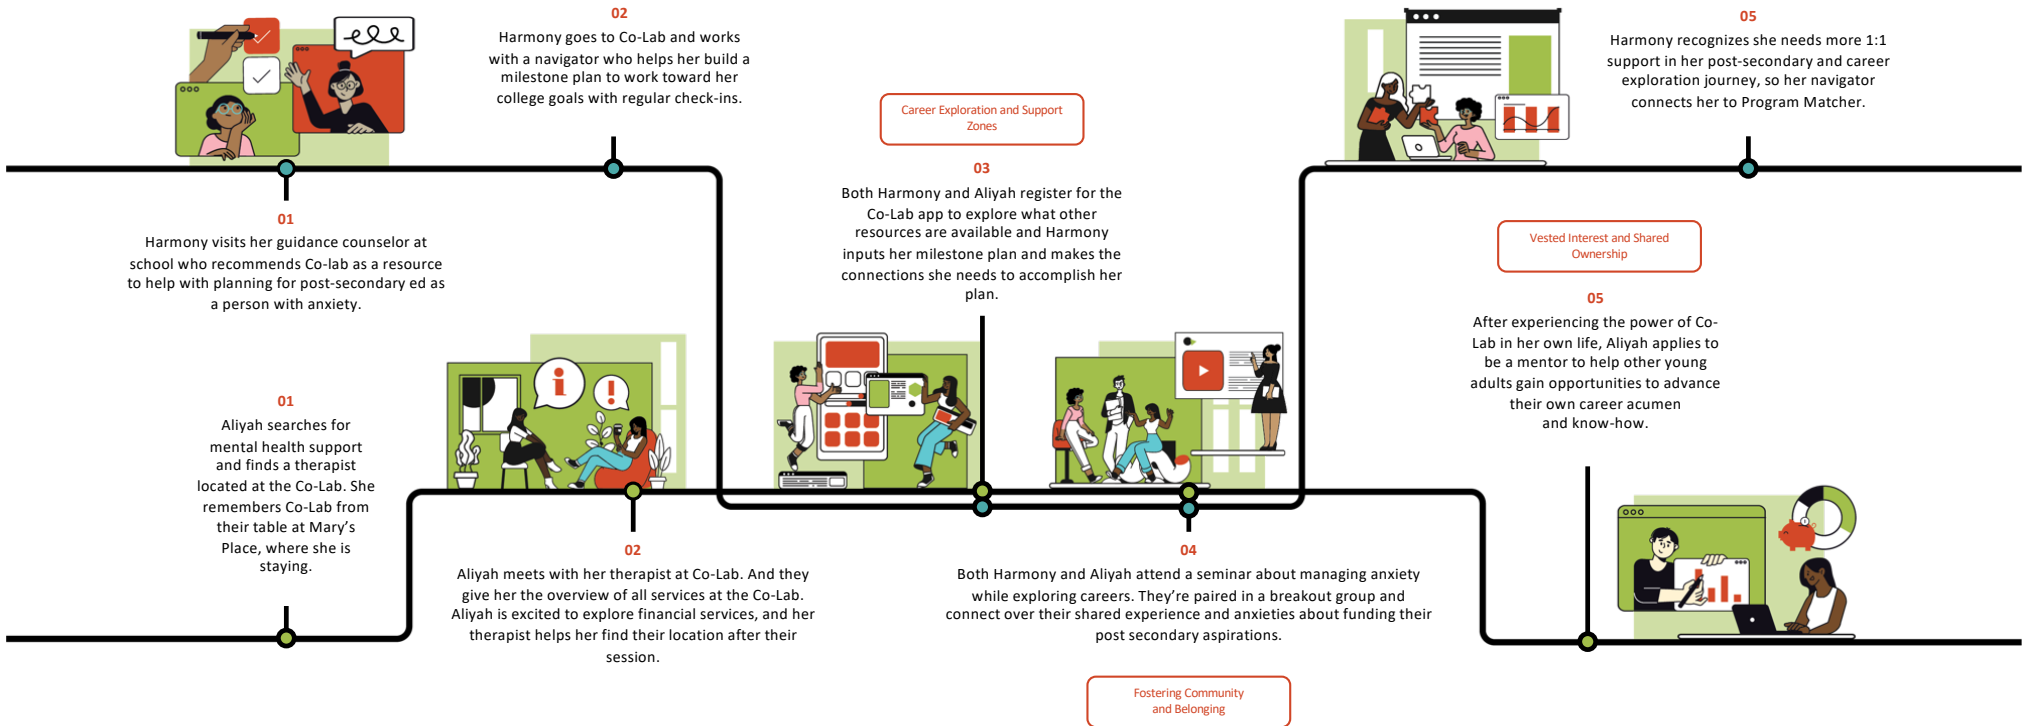 01
Harmony visits her guidance counselor at
school who recommends Co-lab as a resource
to help with planning for post-secondary ed as
a person with anxiety.
02
Harmony goes to Co-Lab and works
with a navigator who helps her build a
milestone plan to work toward her
college goals with regular check-ins.
01
Aliyah searches for
mental health support
and finds a therapist
located at the Co-Lab. She
remembers Co-Lab from
their table at Mary’s
Place, where she is
staying.
02
Aliyah meets with her therapist at Co-Lab. And they
give her the overview of all services at the Co-Lab.
Aliyah is excited to explore financial services, and her
therapist helps her find their location after their
session.
Career Exploration and Support
Zones
03
Both Harmony and Aliyah register for the
Co-Lab app to explore what other
resources are available and Harmony
inputs her milestone plan and makes the
connections she needs to accomplish her
plan.
04
Both Harmony and Aliyah attend a seminar about managing anxiety
while exploring careers. They’re paired in a breakout group and
connect over their shared experience and anxieties about funding their
post secondary aspirations.
Fostering Community
and Belonging
05
Harmony recognizes she needs more 1:1
support in her post-secondary and career
exploration journey, so her navigator
connects her to Program Matcher.
Vested Interest and Shared
Ownership
05
After experiencing the power of Co-
Lab in her own life, Aliyah applies to
be a mentor to help other young
adults gain opportunities to advance
their own career acumen
and know-how.